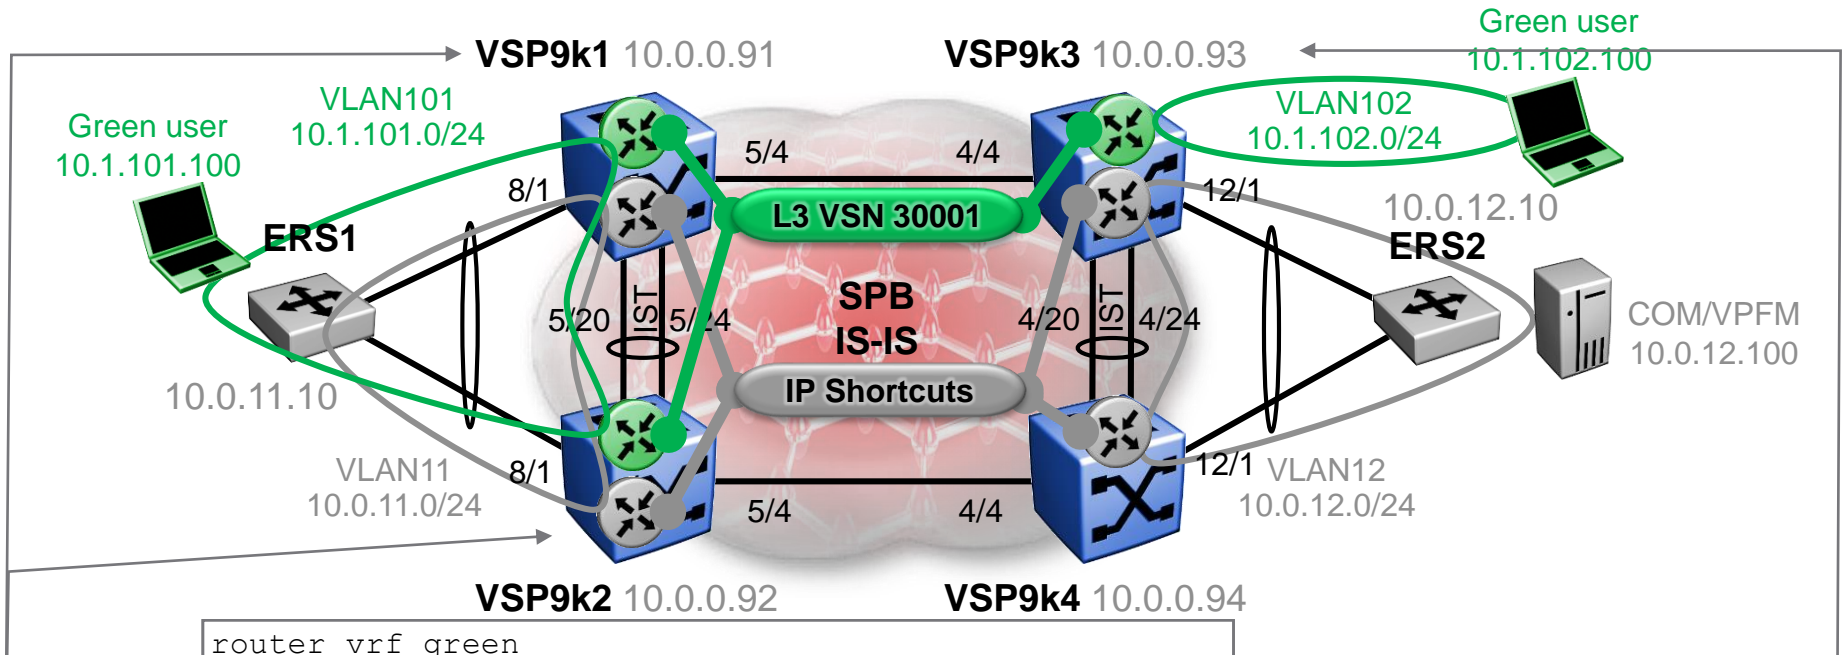 Green user
10.1.102.100
VSP9k1 10.0.0.91
VSP9k3 10.0.0.93
VLAN101
10.1.101.0/24
Green user
10.1.101.100
VLAN102
10.1.102.0/24
5/4
4/4
8/1
12/1
L3 VSN 30001
10.0.12.10
ERS1
ERS2
SPB
IS-IS
5/20
IST
5/24
4/20
IST
4/24
COM/VPFM
10.0.12.100
IP Shortcuts
10.0.11.10
VLAN11
10.0.11.0/24
8/1
12/1
VLAN12
10.0.12.0/24
5/4
4/4
VSP9k2 10.0.0.92
VSP9k4 10.0.0.94
router vrf green